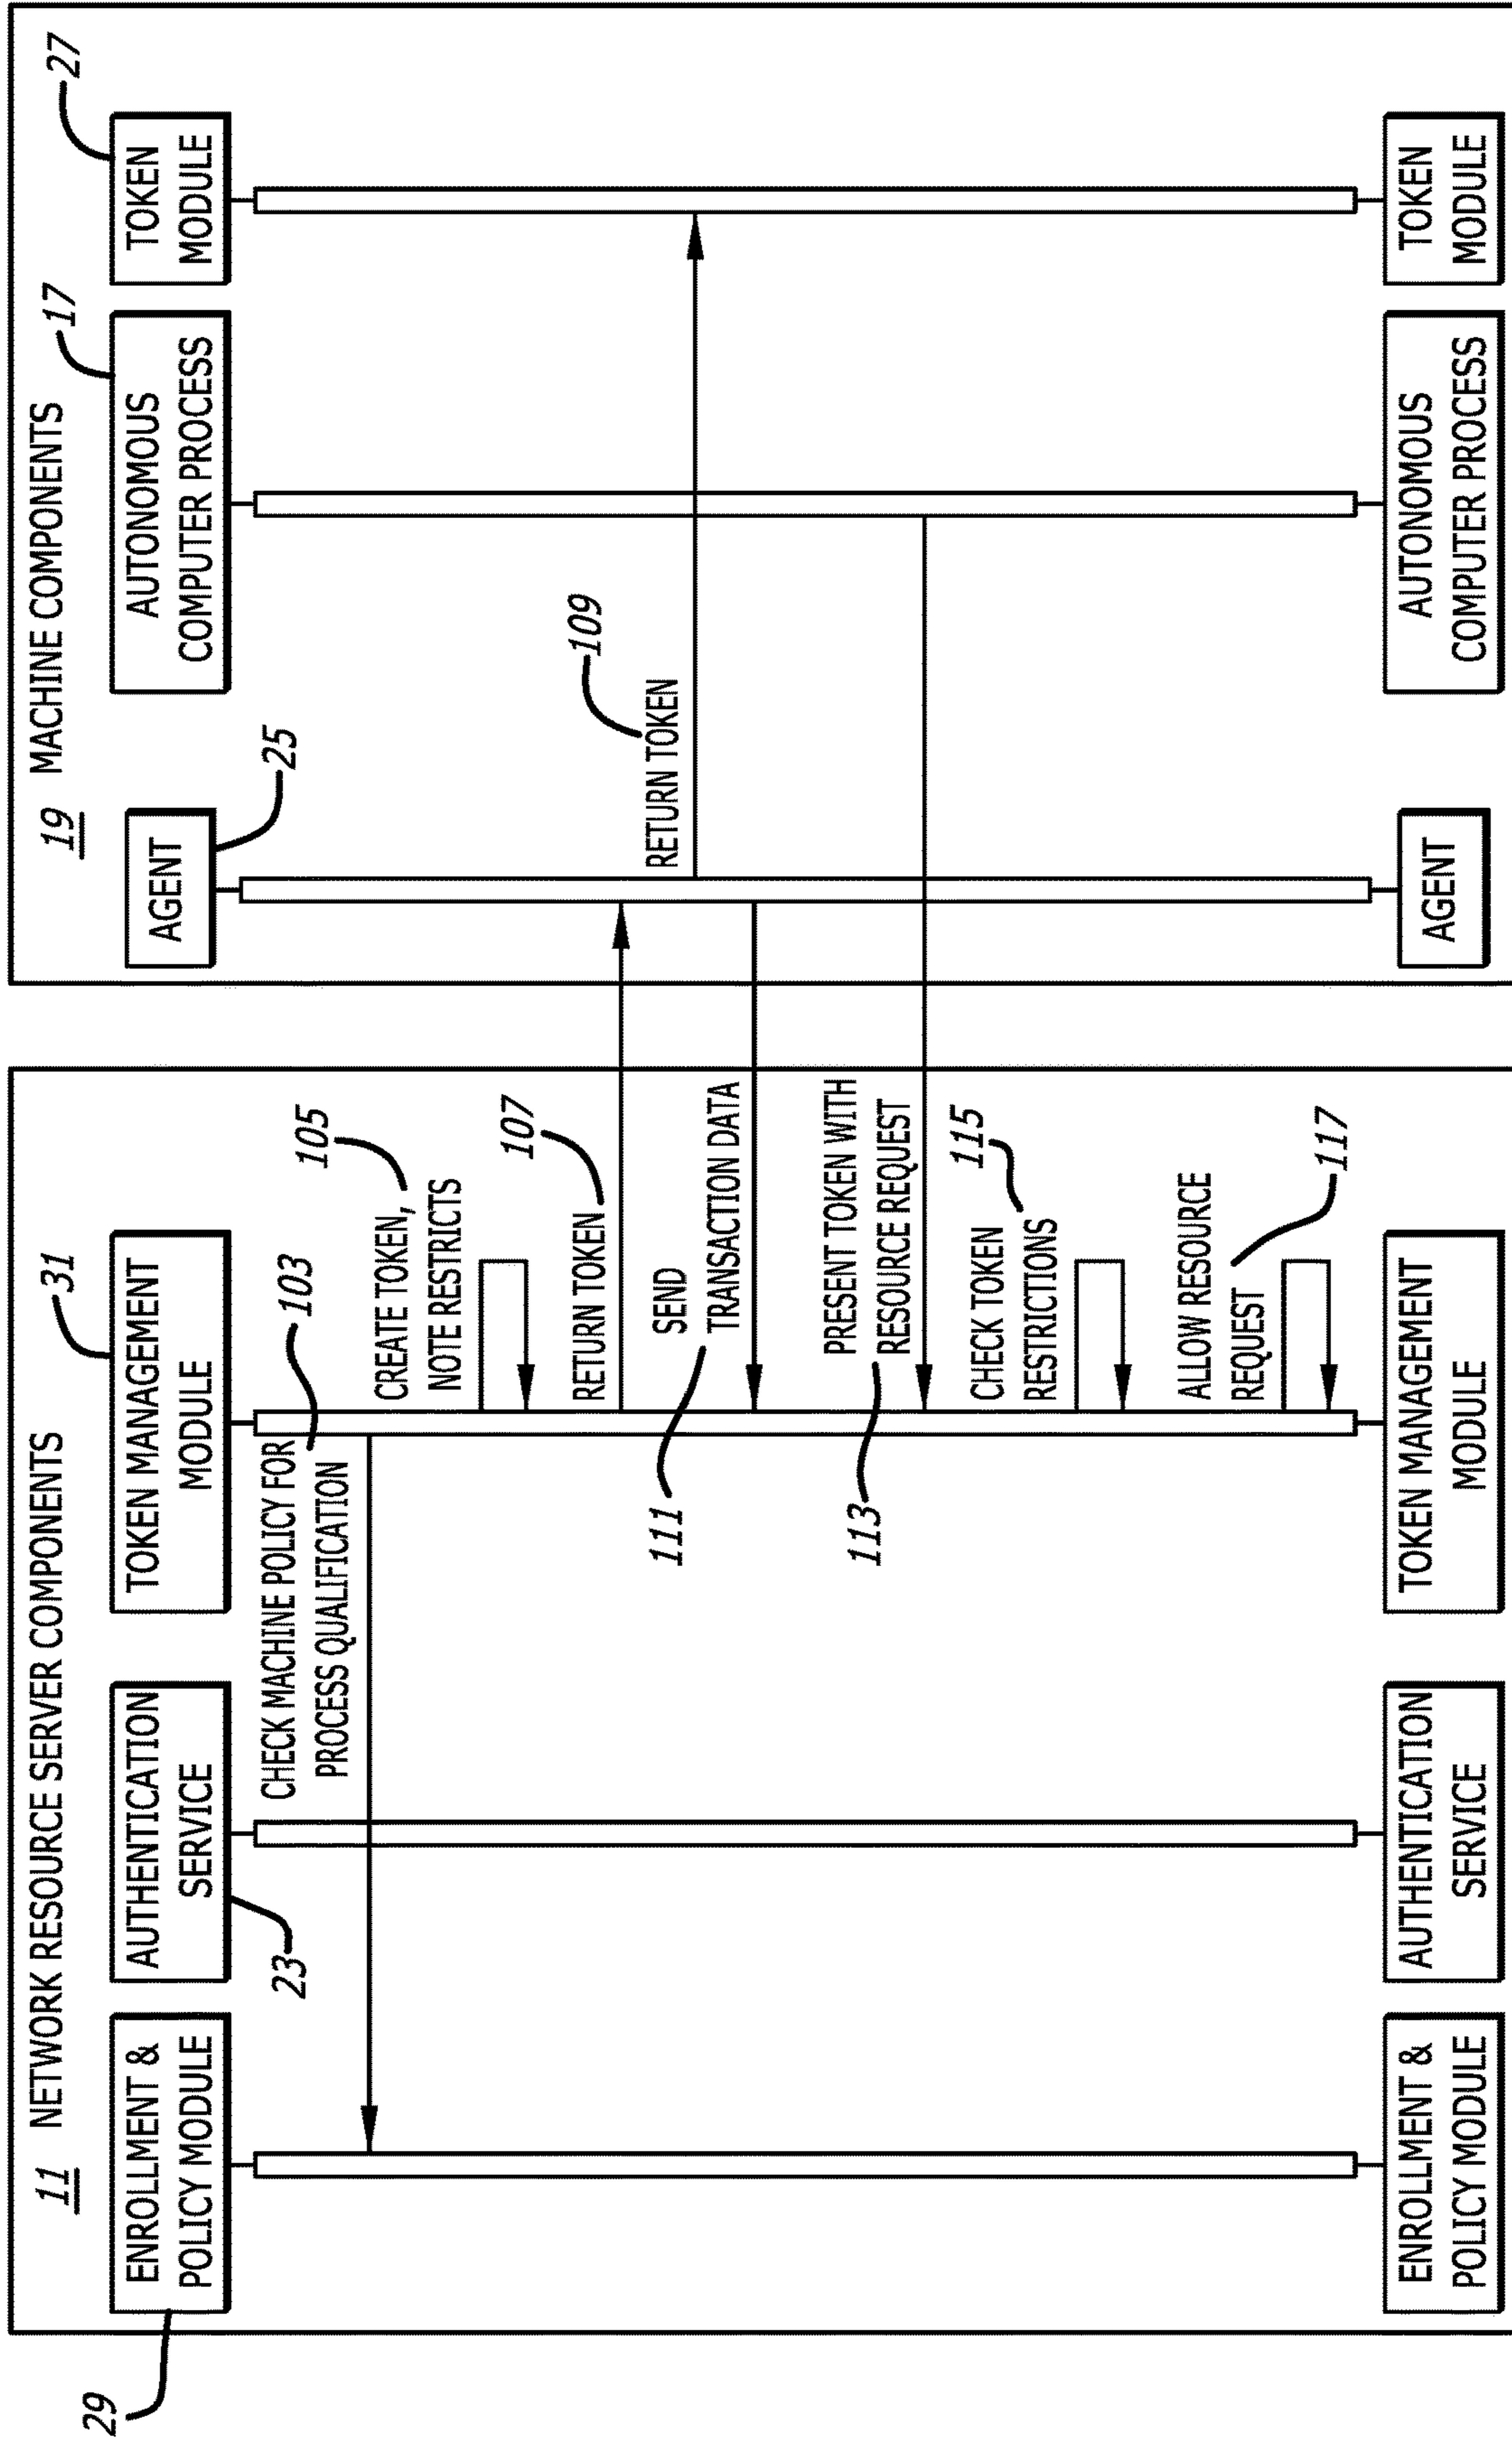 11
NETWORK RESOURCE SERVER COMPONENTS
19
MACHINE COMPONENTS
29
ENROLLMENT &
POLICY MODULE
AUTHENTICATION
SERVICE
23
TOKEN MANAGEMENT
MODULE
31
AGENT
25
AUTONOMOUS
COMPUTER PROCESS
17
TOKEN
MODULE
27
CHECK MACHINE POLICY FOR
PROCESS QUALIFICATION
103
CREATE TOKEN,
NOTE RESTRICTS
105
RETURN TOKEN
107
RETURN TOKEN
109
SEND
TRANSACTION DATA
111
PRESENT TOKEN WITH
RESOURCE REQUEST
113
CHECK TOKEN
RESTRICTIONS
115
ALLOW RESOURCE
REQUEST
117
ENROLLMENT &
POLICY MODULE
AUTHENTICATION
SERVICE
TOKEN MANAGEMENT
MODULE
AGENT
AUTONOMOUS
COMPUTER PROCESS
TOKEN
MODULE